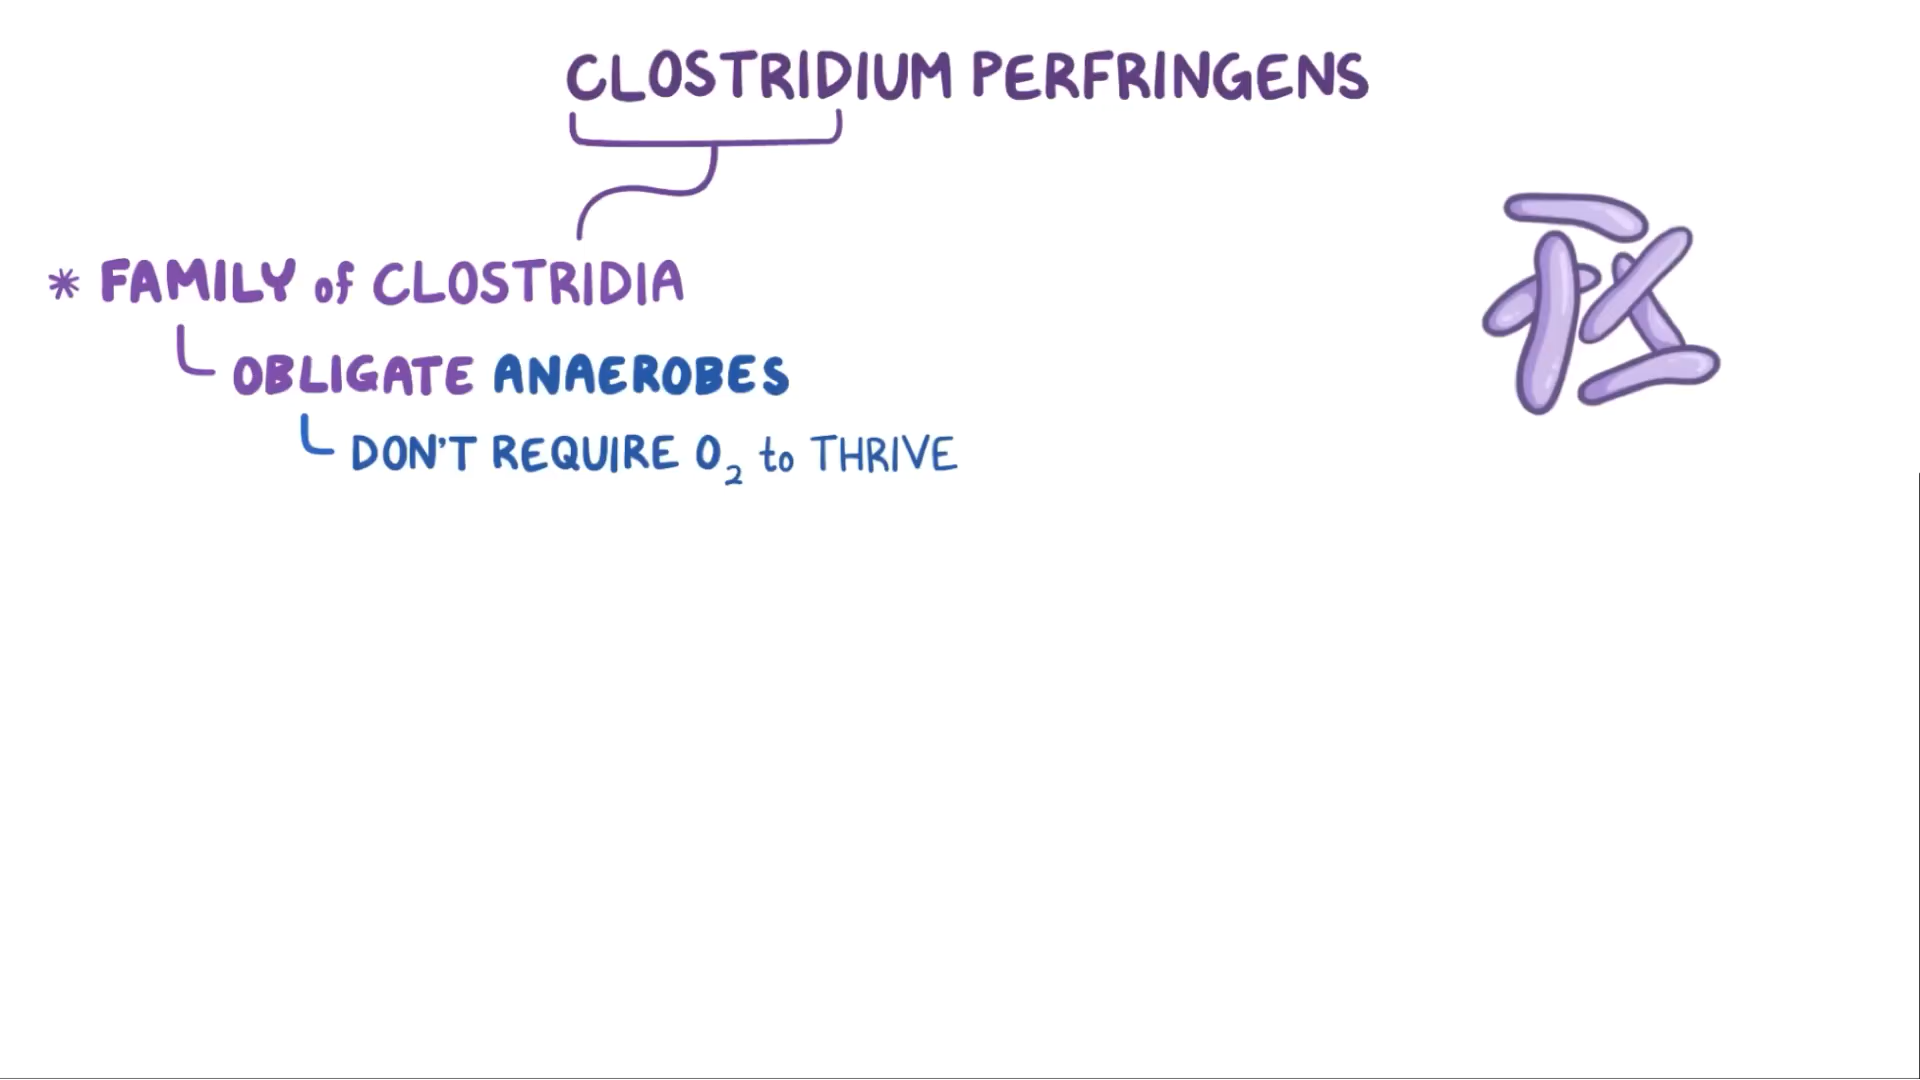 CLOSTRIDIUM PERFRINGENS
* FAMILY of CLOSTRIDIA
OBLIGATE ANAEROBES
DON'T REQUIRE O₂ to THRIVE